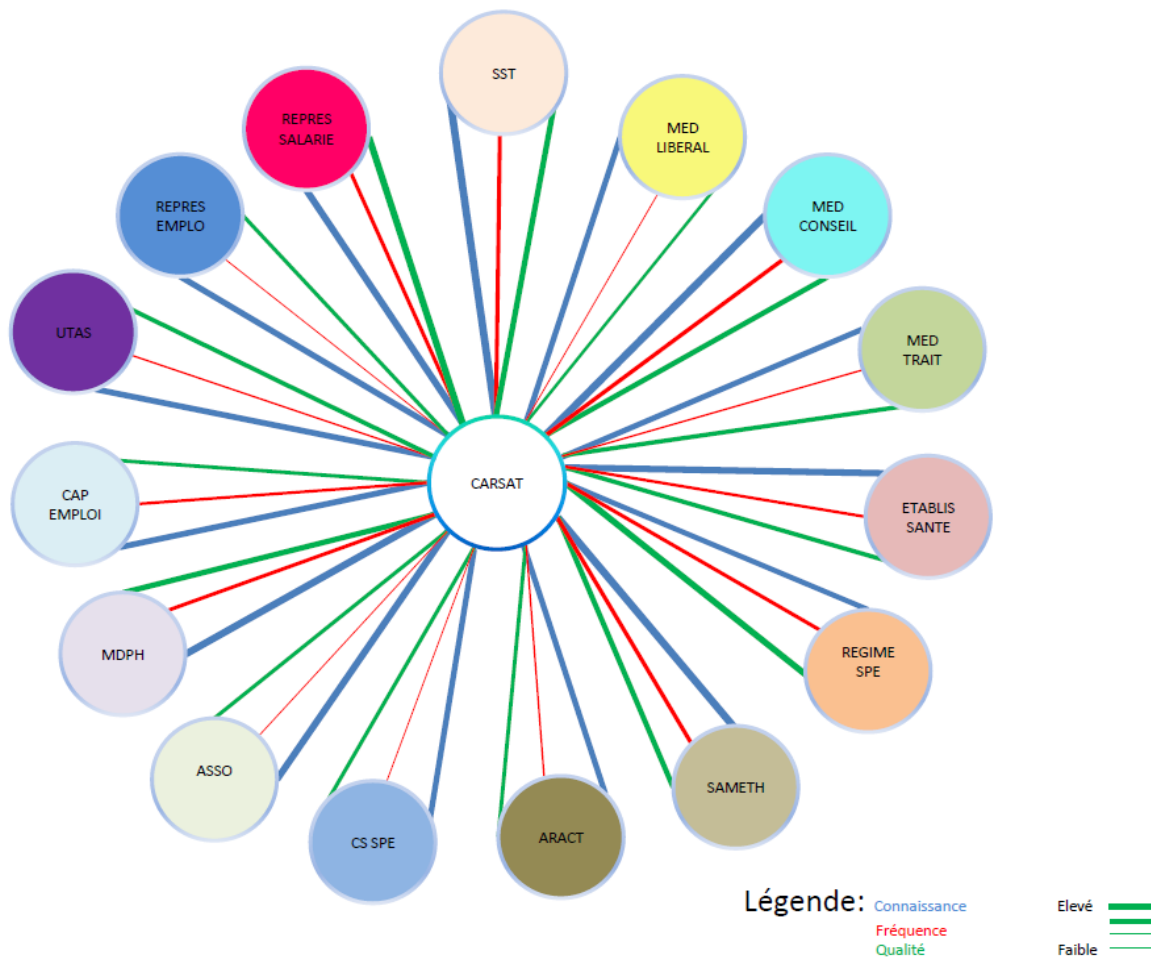 SST
REPRES
SALARIE
MED
LIBERAL
REPRES
EMPLO
MED
CONSEIL
UTAS
MED
TRAIT
CARSAT
CAP
EMPLOI
ETABLIS
SANTE
MDPH
REGIME
SPE
ASSO
SAMETH
CS SPE
ARACT
Légende: Connaissance Elevé
Fréquence
Qualité Faible